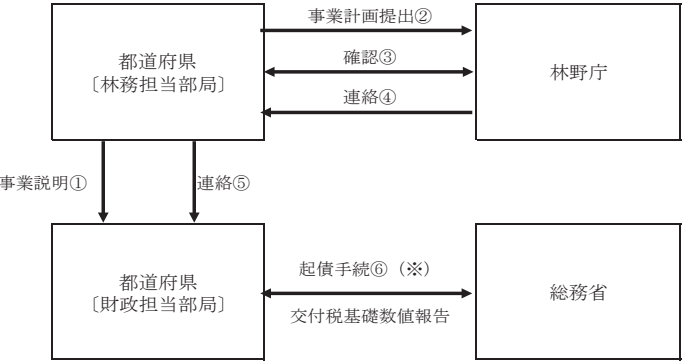 事業計画提出②
都道府県
〔林務担当部局〕
確認③
林野庁
連絡④
事業説明①
連絡⑤
都道府県
〔財政担当部局〕
起債手続⑥（※）
交付税基礎数値報告
総務省